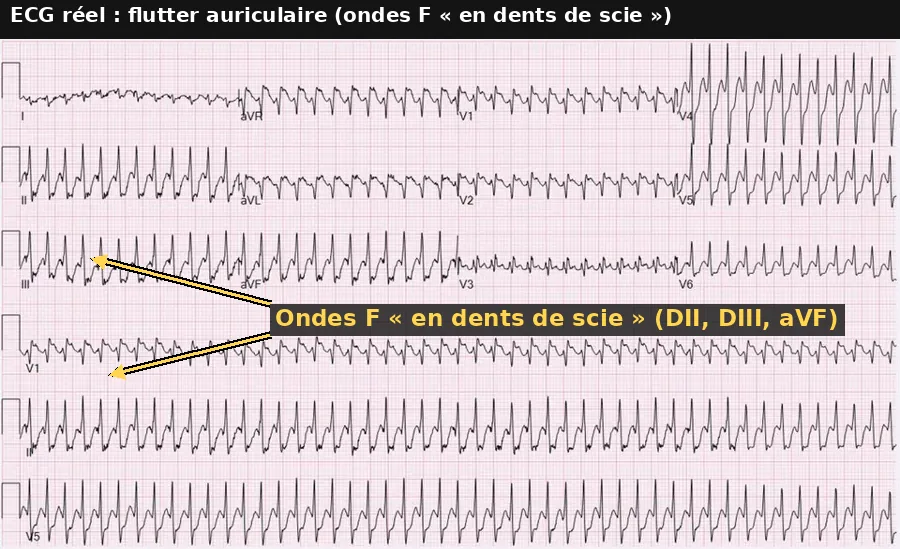 ECG réel : flutter auriculaire (ondes F « en dents de scie »)
I aVR V1 V4
II aVL V2 V5
III aVF V3 V6
Ondes F « en dents de scie » (DII, DIII, aVF)
V1
II
V5